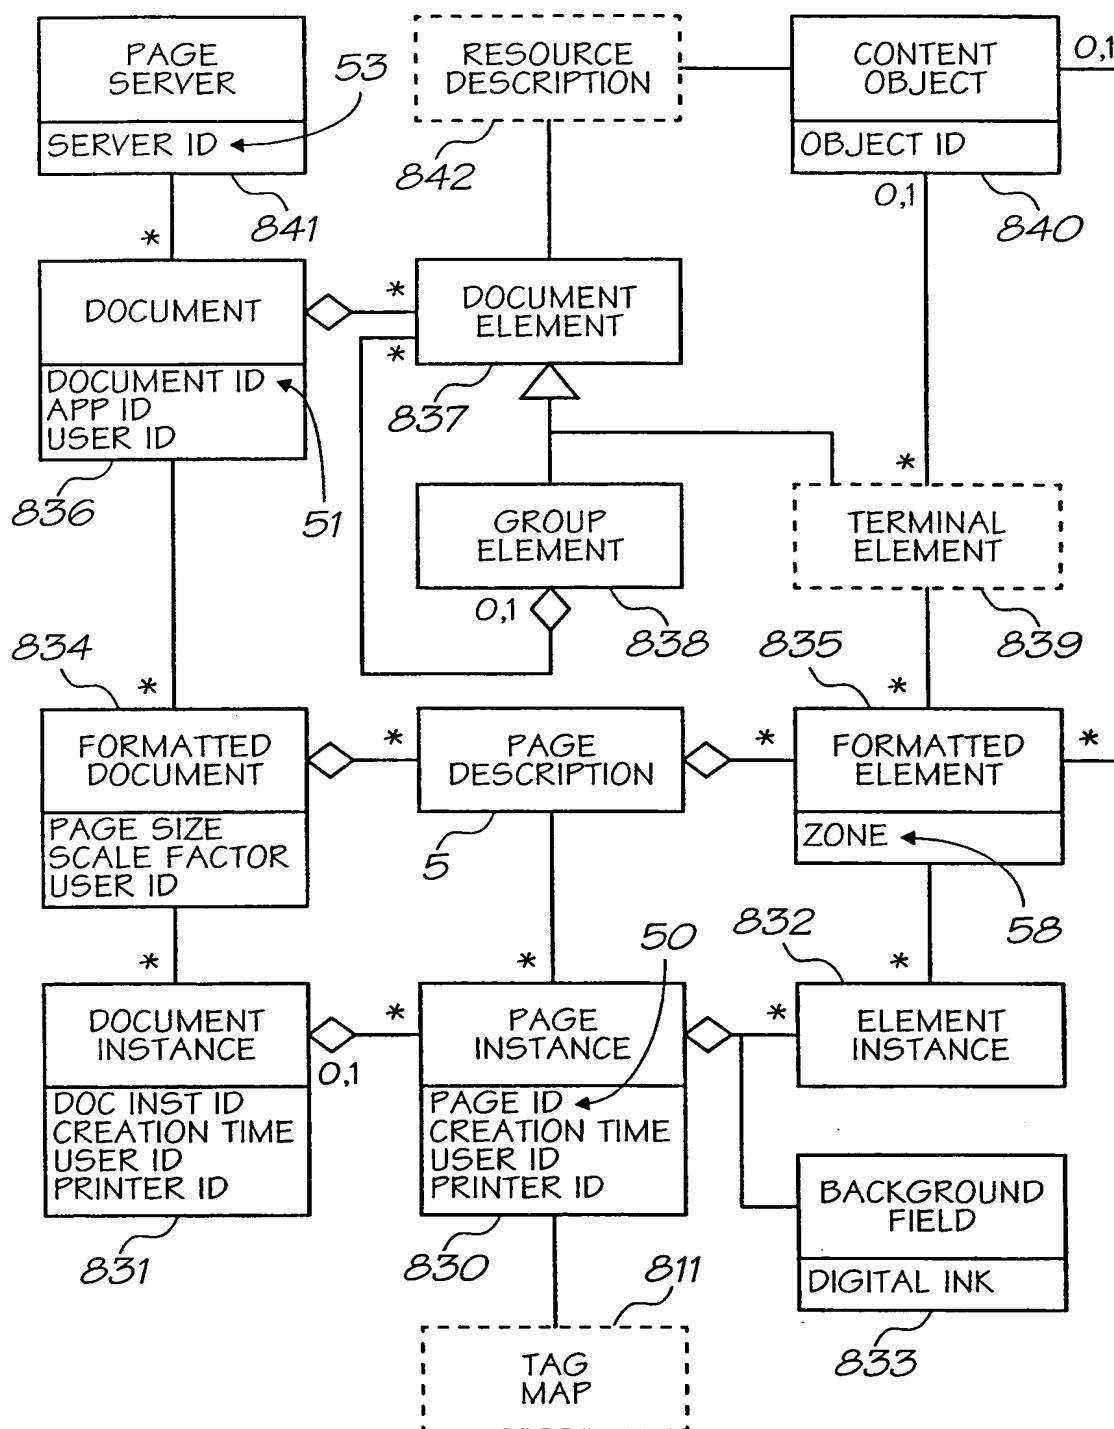 PAGE
SERVER
SERVER ID
53
841
RESOURCE
DESCRIPTION
842
CONTENT
OBJECT
OBJECT ID
0,1
0,1
840
*
DOCUMENT
DOCUMENT ID
APP ID
USER ID
836
51
*
*
DOCUMENT
ELEMENT
837
GROUP
ELEMENT
0,1
838
*
TERMINAL
ELEMENT
839
834
*
FORMATTED
DOCUMENT
PAGE SIZE
SCALE FACTOR
USER ID
*
PAGE
DESCRIPTION
5
835
*
*
FORMATTED
ELEMENT
*
ZONE
58
*
DOCUMENT
INSTANCE
0,1
DOC INST ID
CREATION TIME
USER ID
PRINTER ID
831
*
*
50
PAGE
INSTANCE
PAGE ID
CREATION TIME
USER ID
PRINTER ID
830
832
*
*
ELEMENT
INSTANCE
BACKGROUND
FIELD
DIGITAL INK
833
811
TAG
MAP